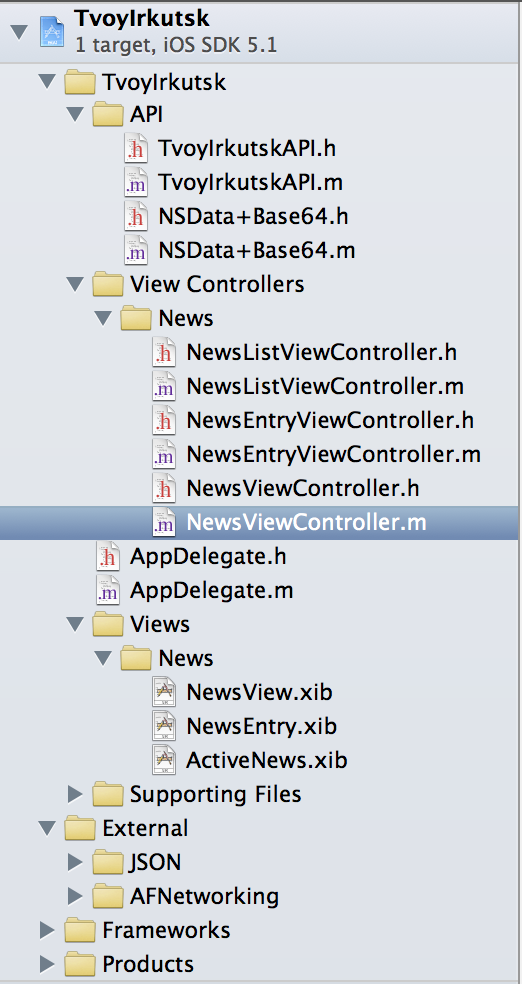 TvoyIrkutsk
1 target, iOS SDK 5.1
TvoyIrkutsk
API
.h TvoyIrkutskAPI.h
.m TvoyIrkutskAPI.m
.h NSData+Base64.h
.m NSData+Base64.m
View Controllers
News
.h NewsListViewController.h
.m NewsListViewController.m
.h NewsEntryViewController.h
.m NewsEntryViewController.m
.h NewsViewController.h
.m NewsViewController.m
.h AppDelegate.h
.m AppDelegate.m
Views
News
NewsView.xib
NewsEntry.xib
ActiveNews.xib
Supporting Files
External
JSON
AFNetworking
Frameworks
Products